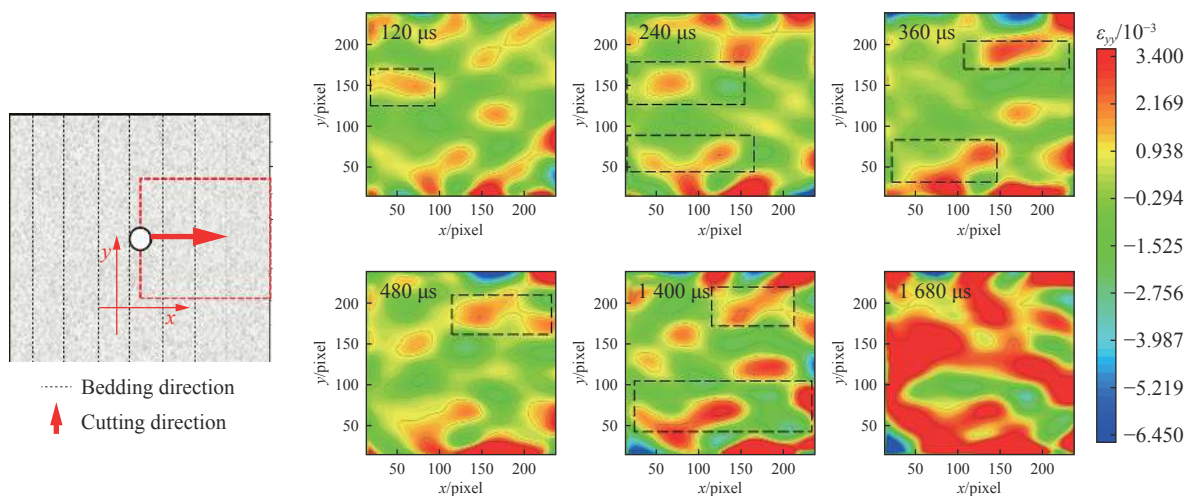 120 μs
240 μs
360 μs
ε_yy/10⁻³
200
150
100
50
y/pixel
50 100 150 200
x/pixel
200
150
100
50
y/pixel
50 100 150 200
x/pixel
200
150
100
50
y/pixel
50 100 150 200
x/pixel
3.400
2.169
0.938
−0.294
−1.525
−2.756
−3.987
−5.219
−6.450
y
x
Bedding direction
Cutting direction
480 μs
1 400 μs
1 680 μs
200
150
100
50
0
y/pixel
50 100 150 200
x/pixel
200
150
100
50
y/pixel
50 100 150 200
x/pixel
200
150
100
50
y/pixel
50 100 150 200
x/pixel